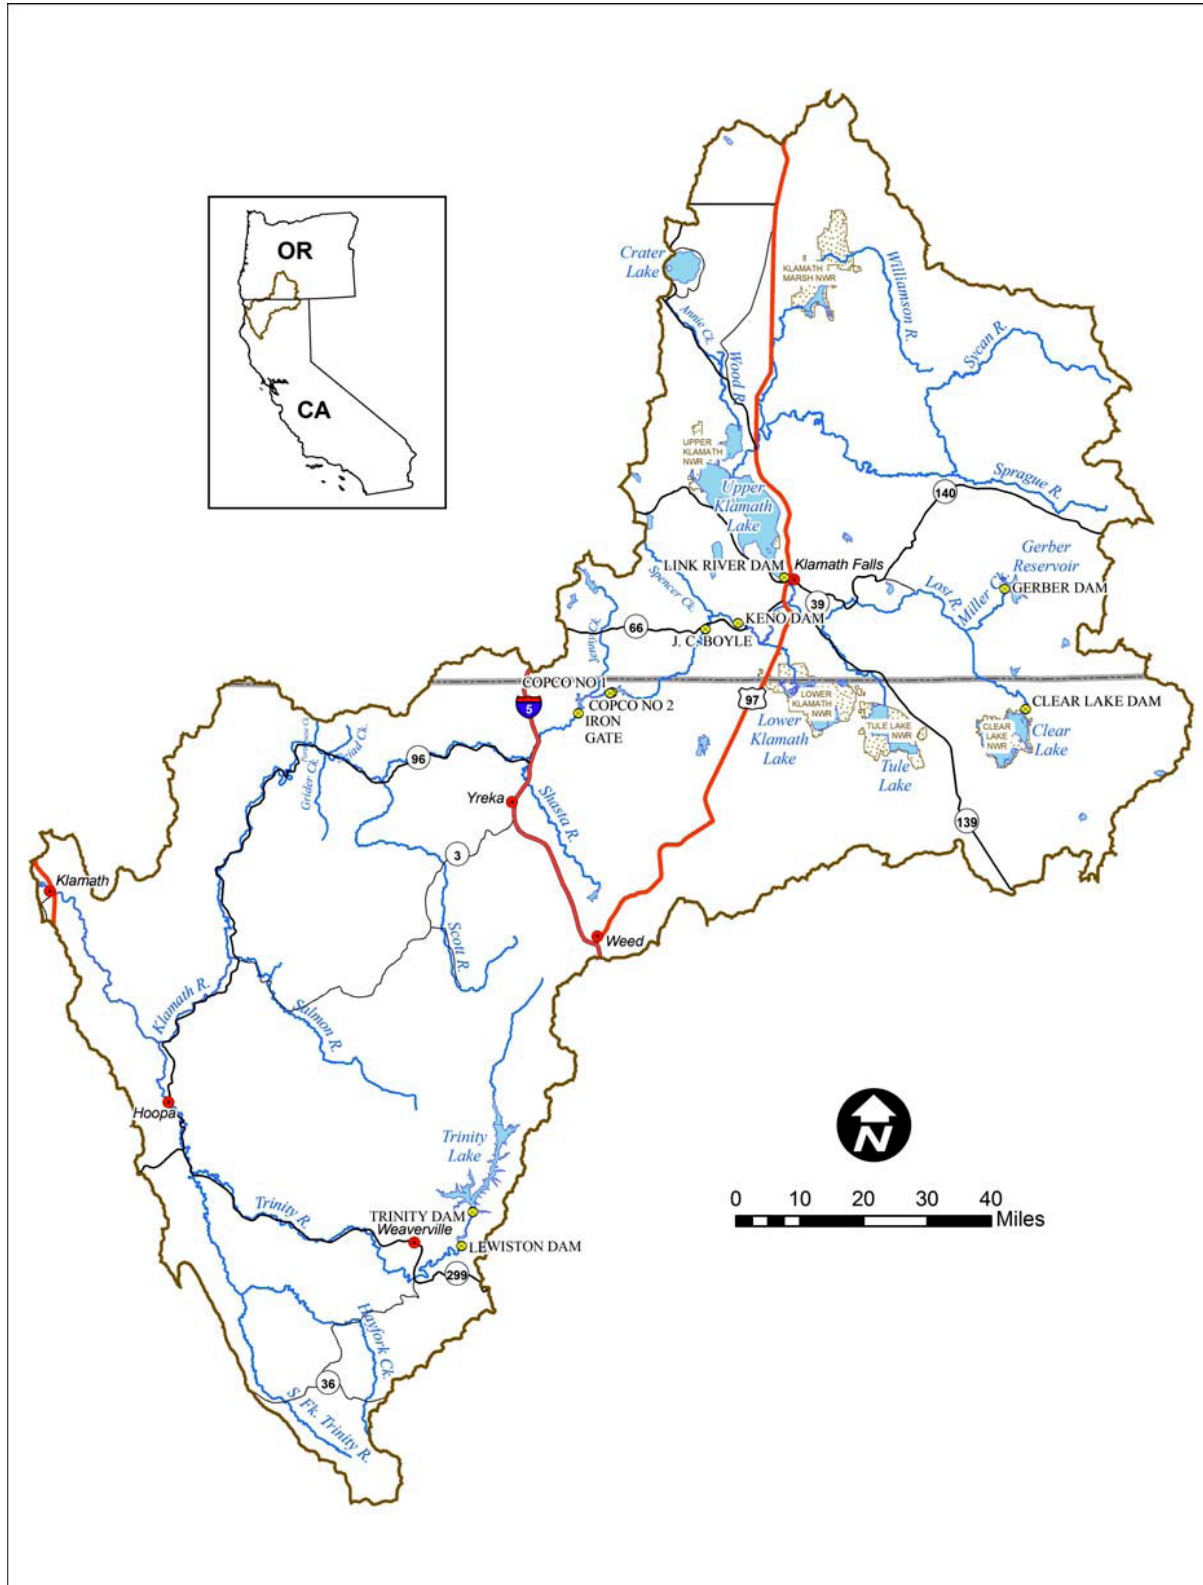 OR
CA
Crater
Lake
KLAMATH
MARSH NWR
Williamson R.
Annie Ck.
Wood R.
Sycan R.
UPPER
KLAMATH
NWR
Upper
Klamath
Lake
Sprague R.
140
Gerber
Reservoir
LINK RIVER DAM
Klamath Falls
Spencer Ck.
Lost R.
Miller Ck.
GERBER DAM
39
KENO DAM
66
Jenny Ck.
J. C. BOYLE
COPCO NO 1
COPCO NO 2
IRON
GATE
5
97
LOWER
KLAMATH
NWR
Lower
Klamath
Lake
TULE LAKE
NWR
Tule
Lake
CLEAR LAKE DAM
CLEAR
LAKE
NWR
Clear
Lake
Grider Ck.
96
Yreka
Shasta R.
139
3
Klamath
Scott R.
Weed
Klamath R.
Salmon R.
Hoopa
Trinity
Lake
N
0 10 20 30 40
Miles
Trinity R.
TRINITY DAM
Weaverville
LEWISTON DAM
299
Hayfork Ck.
36
S. Fk. Trinity R.